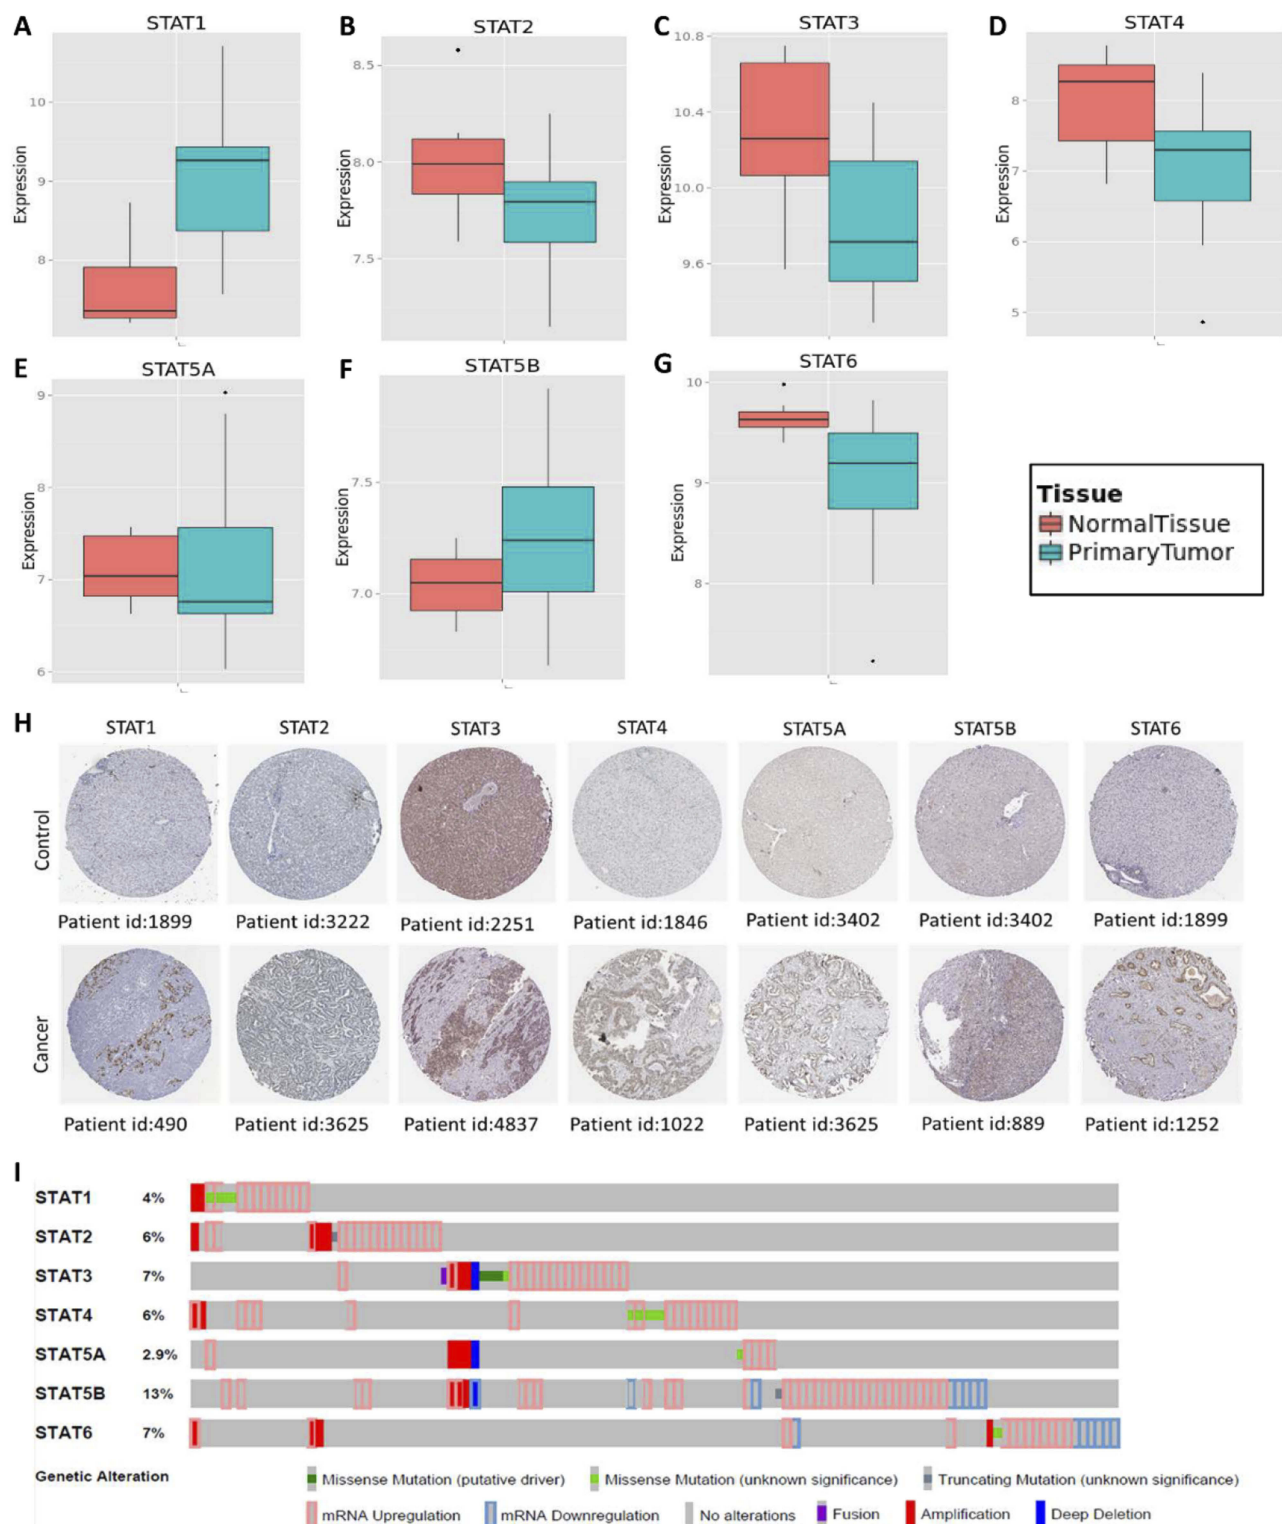 A STAT1 B STAT2 C STAT3 D STAT4
10
9
8
Expression
8.5
8.0
7.5
Expression
10.8
10.4
10.0
9.6
Expression
8
7
6
5
Expression
E STAT5A F STAT5B G STAT6
9
8
7
6
Expression
7.5
7.0
Expression
10
9
8
Expression
Tissue
NormalTissue
PrimaryTumor
H STAT1 STAT2 STAT3 STAT4 STAT5A STAT5B STAT6
Control
Patient id:1899 Patient id:3222 Patient id:2251 Patient id:1846 Patient id:3402 Patient id:3402 Patient id:1899
Cancer
Patient id:490 Patient id:3625 Patient id:4837 Patient id:1022 Patient id:3625 Patient id:889 Patient id:1252
I
STAT1 4%
STAT2 6%
STAT3 7%
STAT4 6%
STAT5A 2.9%
STAT5B 13%
STAT6 7%
Genetic Alteration Missense Mutation (putative driver) Missense Mutation (unknown significance) Truncating Mutation (unknown significance)
mRNA Upregulation mRNA Downregulation No alterations Fusion Amplification Deep Deletion